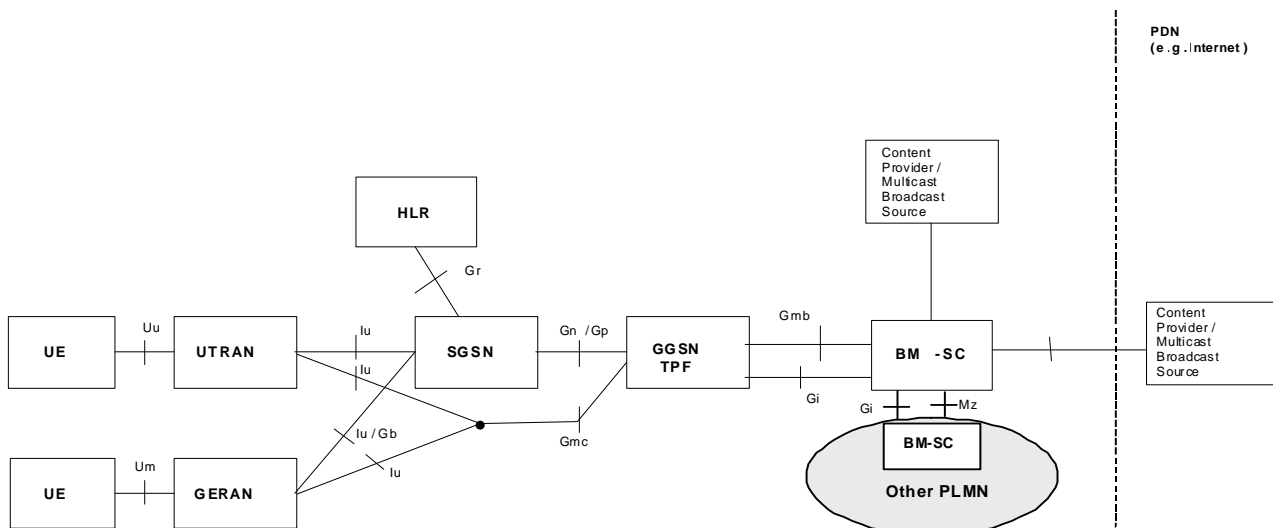 PDN
(e.g.Internet)
Content
Provider /
Multicast
Broadcast
Source
HLR
Gr
Gmb
Content
Provider /
Multicast
Broadcast
Source
Uu
Iu
Gn /Gp
UE
UTRAN
SGSN
GGSN
TPF
BM -SC
Iu
Gi
Gi
Mz
Iu/Gb
Gmc
BM-SC
Um
Iu
UE
GERAN
Other PLMN